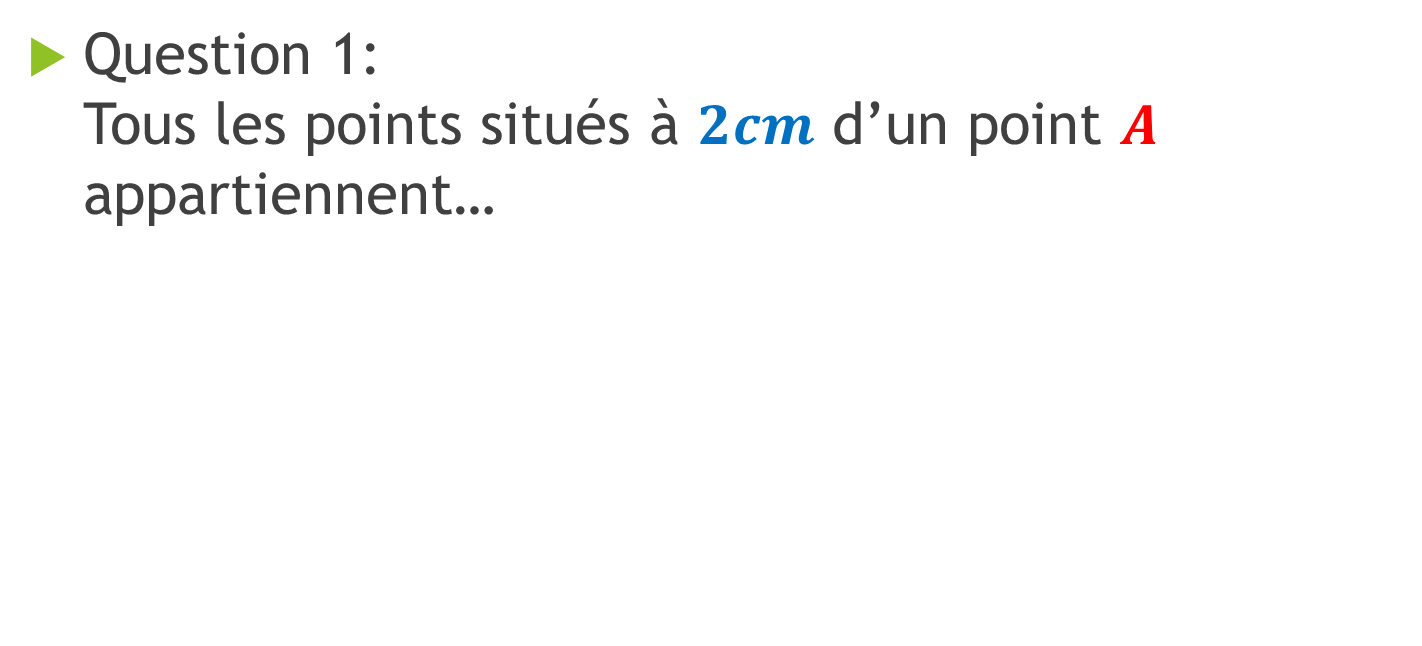 Question 1:
Tous les points situés à 2cm d’un point A
appartiennent…